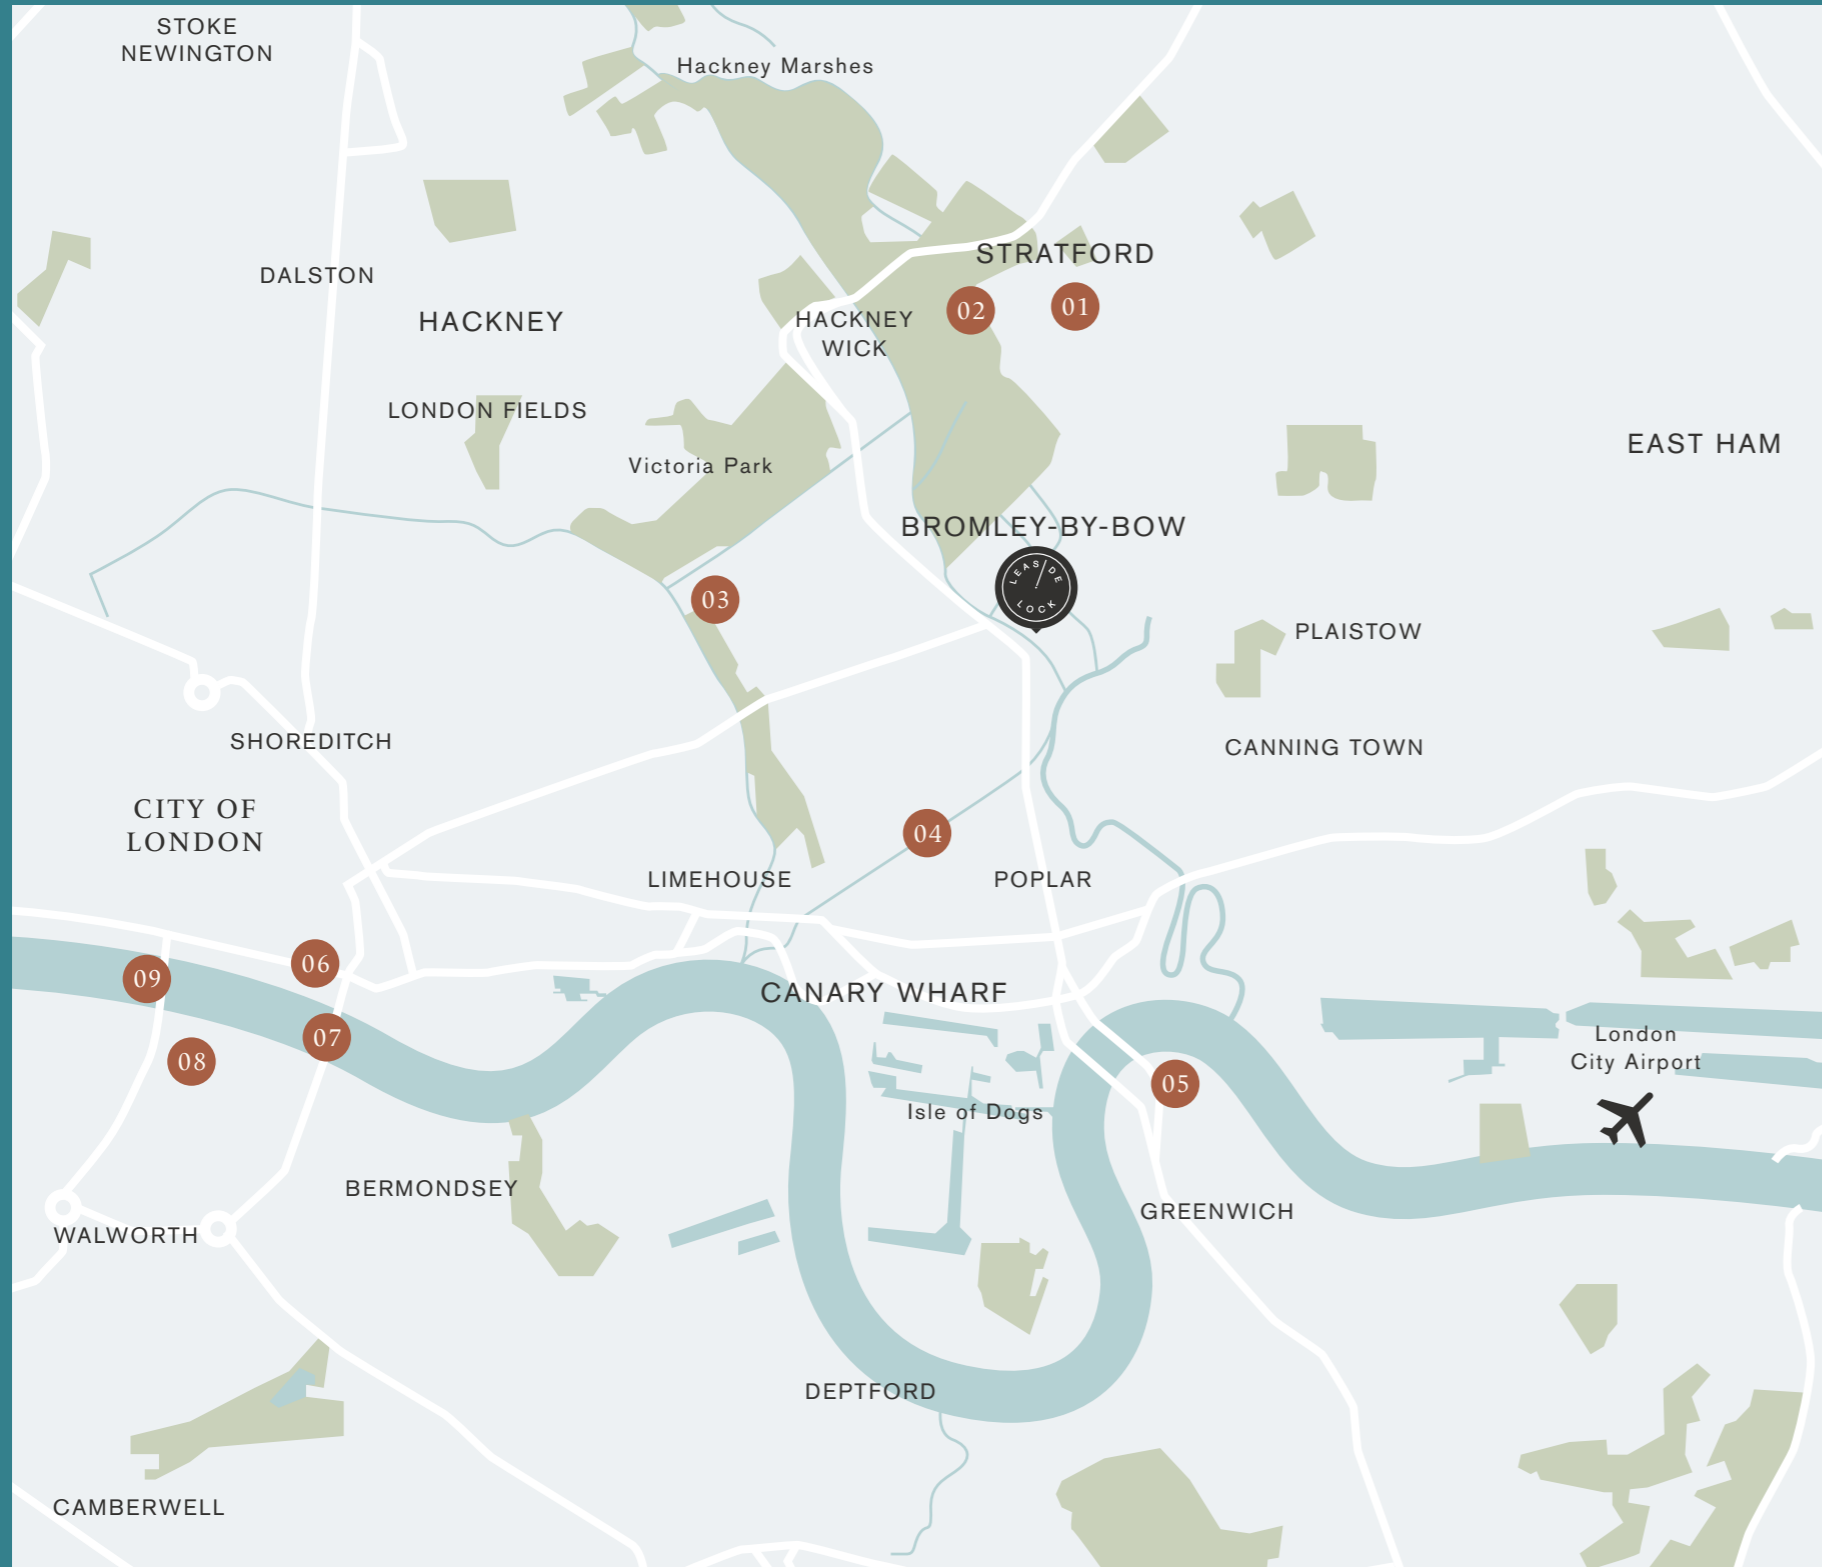 STOKE
NEWINGTON
Hackney Marshes
STRATFORD
DALSTON
02
01
HACKNEY
HACKNEY
WICK
LONDON FIELDS
EAST HAM
Victoria Park
BROMLEY-BY-BOW
LEASIDE
LOCK
03
PLAISTOW
SHOREDITCH
CANNING TOWN
CITY OF
LONDON
04
LIMEHOUSE
POPLAR
06
09
CANARY WHARF
07
London
City Airport
08
05
Isle of Dogs
BERMONDSEY
GREENWICH
WALWORTH
DEPTFORD
CAMBERWELL